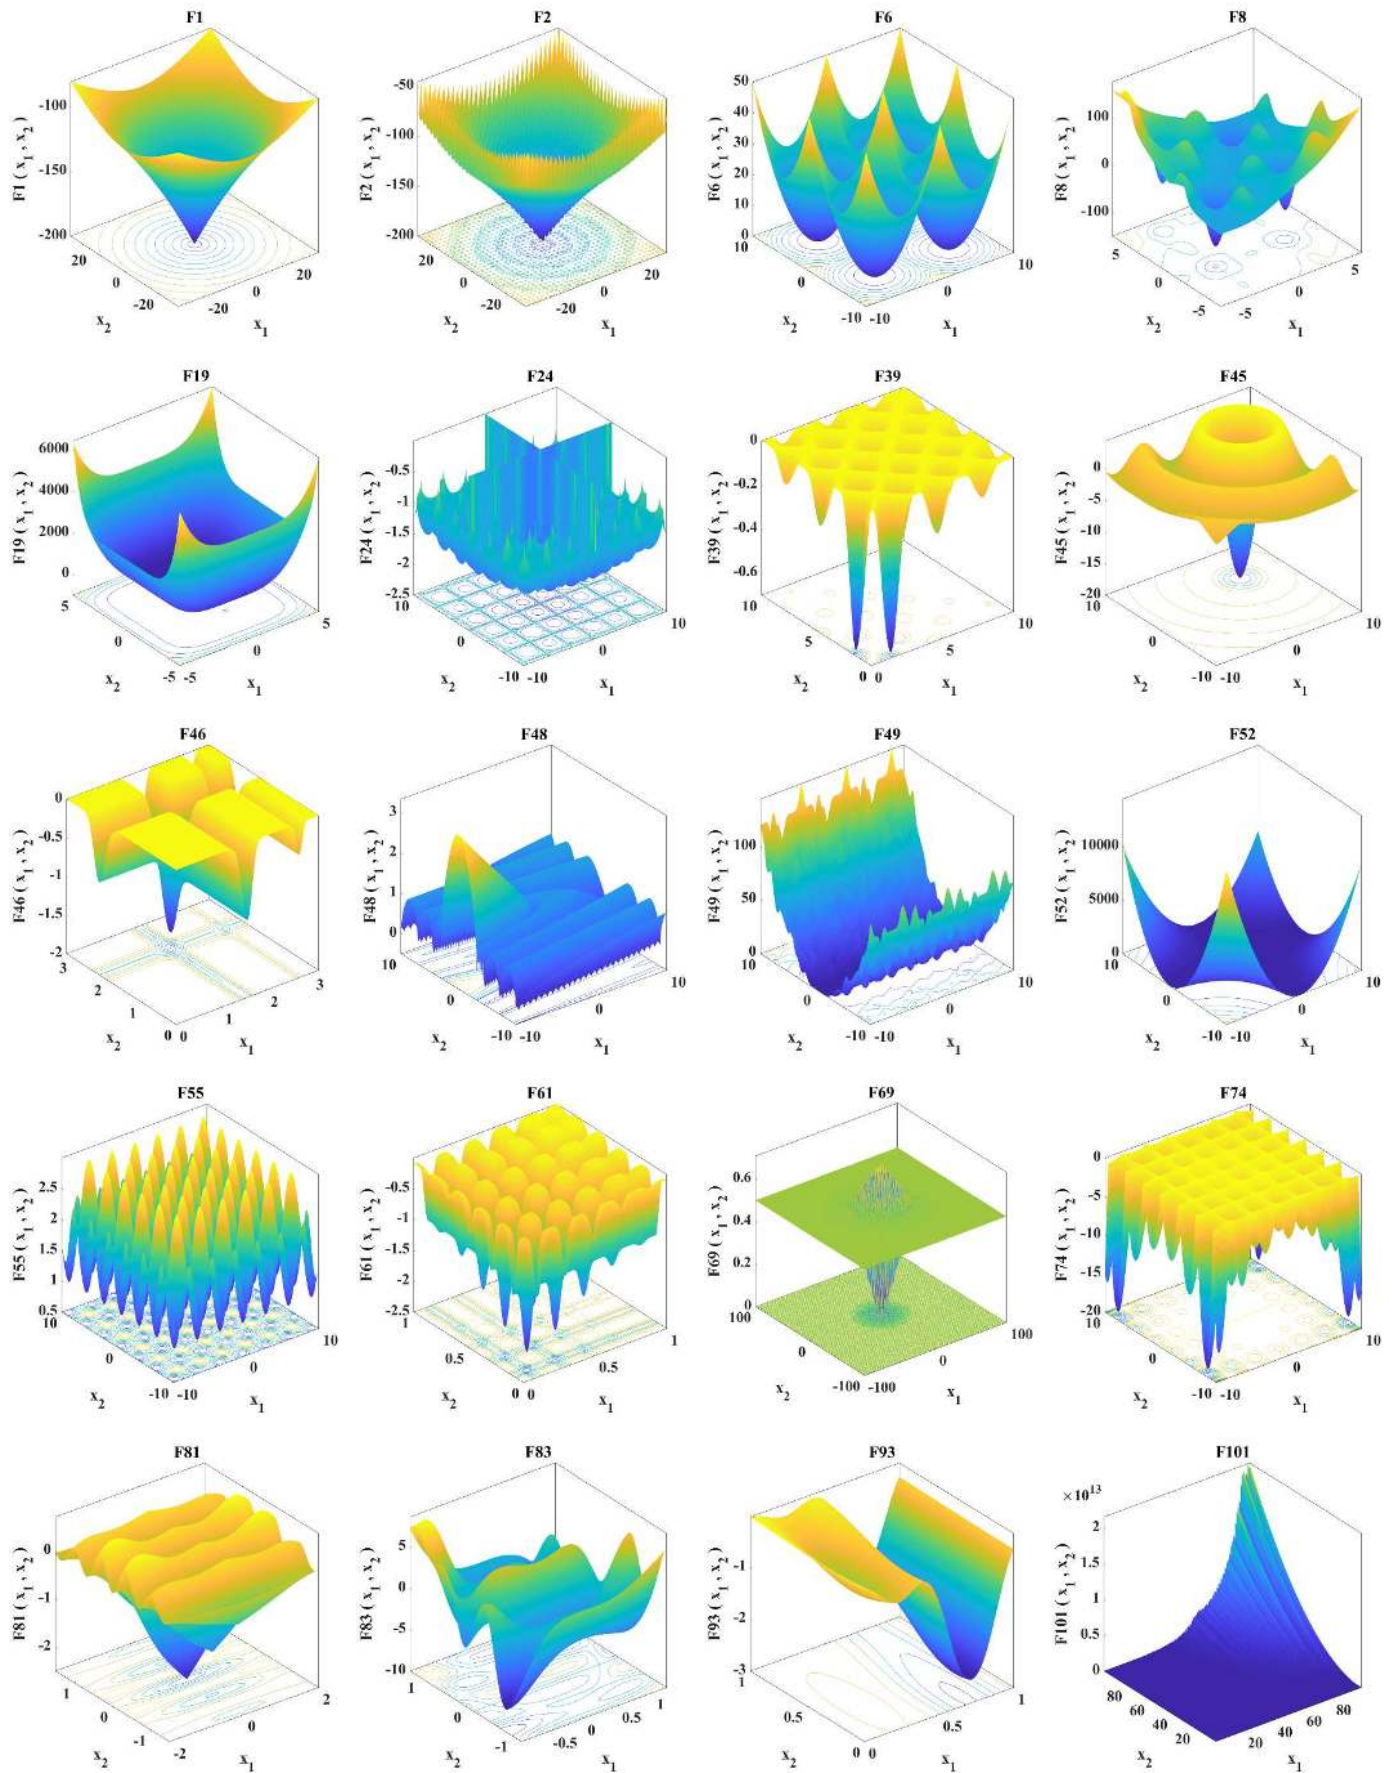 F1
F1 ( x1 , x2 )
-100
-150
-200
20
0
-20
-20
0
20
x2
x1
F2
F2 ( x1 , x2 )
-50
-100
-150
-200
20
0
-20
-20
0
20
x2
x1
F6
F6 ( x1 , x2 )
50
40
30
20
10
0
10
0
-10 -10
0
10
x2
x1
F8
F8 ( x1 , x2 )
100
0
-100
5
0
-5
-5
0
5
x2
x1
F19
F19 ( x1 , x2 )
6000
4000
2000
0
5
0
-5 -5
0
5
x2
x1
F24
F24 ( x1 , x2 )
-0.5
-1
-1.5
-2
-2.5
10
0
-10 -10
0
10
x2
x1
F39
F39 ( x1 , x2 )
0
-0.2
-0.4
-0.6
10
5
0 0
5
10
x2
x1
F45
F45 ( x1 , x2 )
0
-5
-10
-15
-20
10
0
-10 -10
0
10
x2
x1
F46
F46 ( x1 , x2 )
0
-0.5
-1
-1.5
-2
3
2
1
0 0
1
2
3
x2
x1
F48
F48 ( x1 , x2 )
3
2
1
0
10
0
-10 -10
0
10
x2
x1
F49
F49 ( x1 , x2 )
100
50
0
10
0
-10 -10
0
10
x2
x1
F52
F52 ( x1 , x2 )
10000
5000
0
10
0
-10 -10
0
10
x2
x1
F55
F55 ( x1 , x2 )
2.5
2
1.5
1
0.5
10
0
-10 -10
0
10
x2
x1
F61
F61 ( x1 , x2 )
-0.5
-1
-1.5
-2
-2.5
1
0.5
0 0
0.5
1
x2
x1
F69
F69 ( x1 , x2 )
0.6
0.4
0.2
0
100
0
-100 -100
0
100
x2
x1
F74
F74 ( x1 , x2 )
0
-5
-10
-15
-20
10
0
-10 -10
0
10
x2
x1
F81
F81 ( x1 , x2 )
0
-1
-2
1
0
-1
-2
0
2
x2
x1
F83
F83 ( x1 , x2 )
5
0
-5
-10
1
0
-1
-0.5
0
0.5
1
x2
x1
F93
F93 ( x1 , x2 )
-1
-2
-3
1
0.5
0 0
0.5
1
x2
x1
F101
×10^13
F101 ( x1 , x2 )
2
1.5
1
0.5
0
80
60
40
20
20
40
60
80
x2
x1